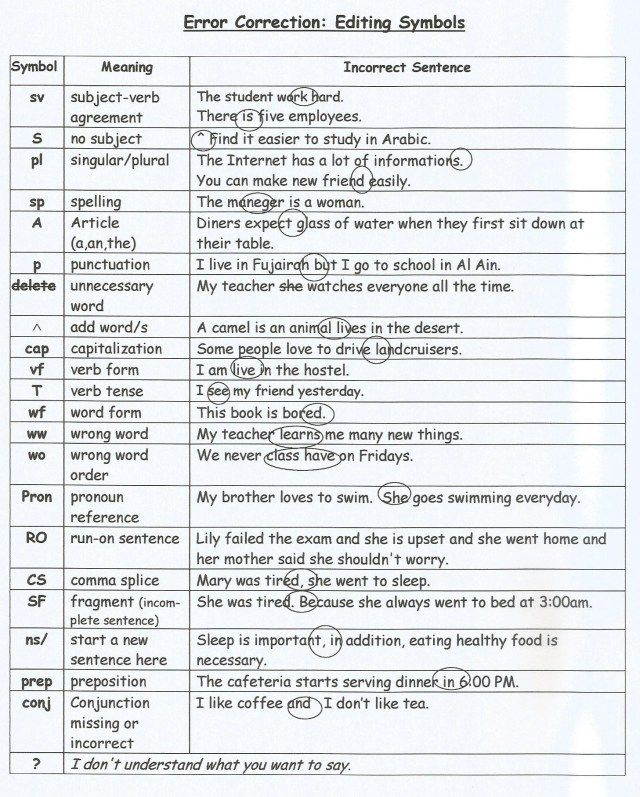 Error Correction: Editing Symbols
Symbol Meaning Incorrect Sentence
sv subject-verb The student work hard.
agreement There is five employees.
S no subject ^ Find it easier to study in Arabic.
pl singular/plural The Internet has a lot of informations.
You can make new friend easily.
sp spelling The maneger is a woman.
A Article Diners expect glass of water when they first sit down at
(a,an,the) their table.
p punctuation I live in Fujairah but I go to school in Al Ain.
delete unnecessary My teacher she watches everyone all the time.
word
^ add word/s A camel is an animal lives in the desert.
cap capitalization Some people love to drive landcruisers.
vf verb form I am live in the hostel.
T verb tense I see my friend yesterday.
wf word form This book is bored.
ww wrong word My teacher learns me many new things.
wo wrong word We never class have on Fridays.
order
Pron pronoun My brother loves to swim. She goes swimming everyday.
reference
RO run-on sentence Lily failed the exam and she is upset and she went home and
her mother said she shouldn't worry.
CS comma splice Mary was tired, she went to sleep.
SF fragment (incom- She was tired. Because she always went to bed at 3:00am.
plete sentence)
ns/ start a new Sleep is important, in addition, eating healthy food is
sentence here necessary.
prep preposition The cafeteria starts serving dinner in 6:00 PM.
conj Conjunction I like coffee and I don't like tea.
missing or
incorrect
? I don't understand what you want to say.